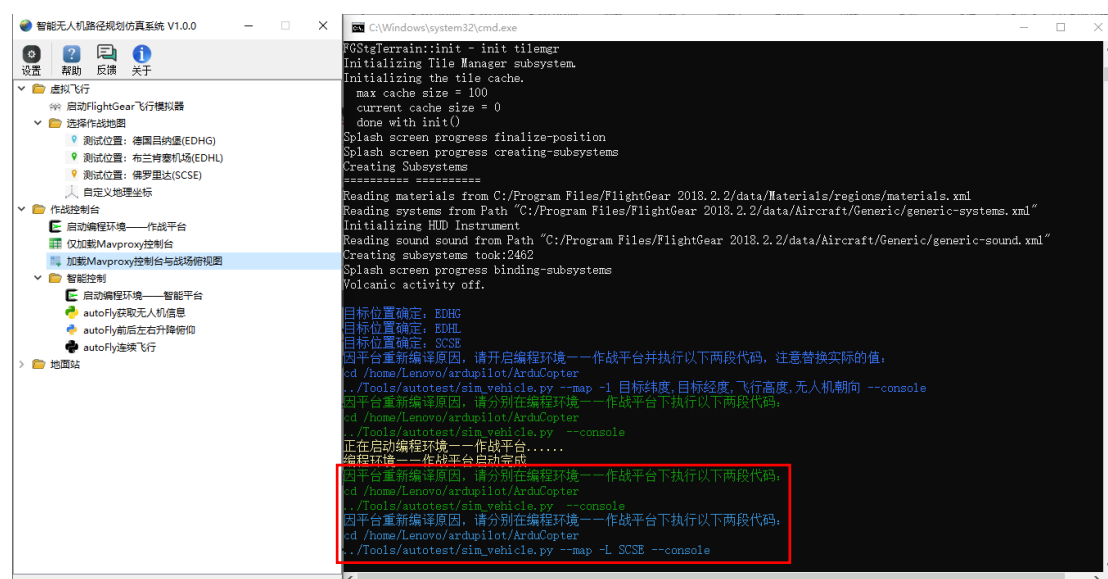 智能无人机路径规划仿真系统 V1.0.0
设置
帮助
反馈
关于
虚拟飞行
启动FlightGear飞行模拟器
选择作战地图
测试位置：德国吕纳堡(EDHG)
测试位置：布兰肯塞机场(EDHL)
测试位置：佛罗里达(SCSE)
自定义地理坐标
作战控制台
启动编程环境——作战平台
仅加载Mavproxy控制台
加载Mavproxy控制台与战场俯视图
智能控制
启动编程环境——智能平台
autoFly获取无人机信息
autoFly前后左右升降俯仰
autoFly连续飞行
地面站
C:\Windows\system32\cmd.exe
FGStgTerrain::init - init tilemgr
Initializing Tile Manager subsystem.
Initializing the tile cache.
max cache size = 100
current cache size = 0
done with init()
Splash screen progress finalize-position
Splash screen progress creating-subsystems
Creating Subsystems
========== ==========
Reading materials from C:/Program Files/FlightGear 2018.2.2/data/Materials/regions/materials.xml
Reading systems from Path "C:/Program Files/FlightGear 2018.2.2/data/Aircraft/Generic/generic-systems.xml"
Initializing HUD Instrument
Reading sound sound from Path "C:/Program Files/FlightGear 2018.2.2/data/Aircraft/Generic/generic-sound.xml"
Creating subsystems took:2462
Splash screen progress binding-subsystems
Volcanic activity off.
目标位置确定：EDHG
目标位置确定：EDHL
目标位置确定：SCSE
因平台重新编译原因，请开启编程环境——作战平台并执行以下两段代码，注意替换实际的值：
cd /home/Lenovo/ardupilot/ArduCopter
../Tools/autotest/sim_vehicle.py --map -l 目标纬度,目标经度,飞行高度,无人机朝向 --console
因平台重新编译原因，请分别在编程环境——作战平台下执行以下两段代码：
cd /home/Lenovo/ardupilot/ArduCopter
../Tools/autotest/sim_vehicle.py --console
正在启动编程环境——作战平台......
编程环境——作战平台启动完成
因平台重新编译原因，请分别在编程环境——作战平台下执行以下两段代码：
cd /home/Lenovo/ardupilot/ArduCopter
../Tools/autotest/sim_vehicle.py --console
因平台重新编译原因，请分别在编程环境——作战平台下执行以下两段代码：
cd /home/Lenovo/ardupilot/ArduCopter
../Tools/autotest/sim_vehicle.py --map -L SCSE --console